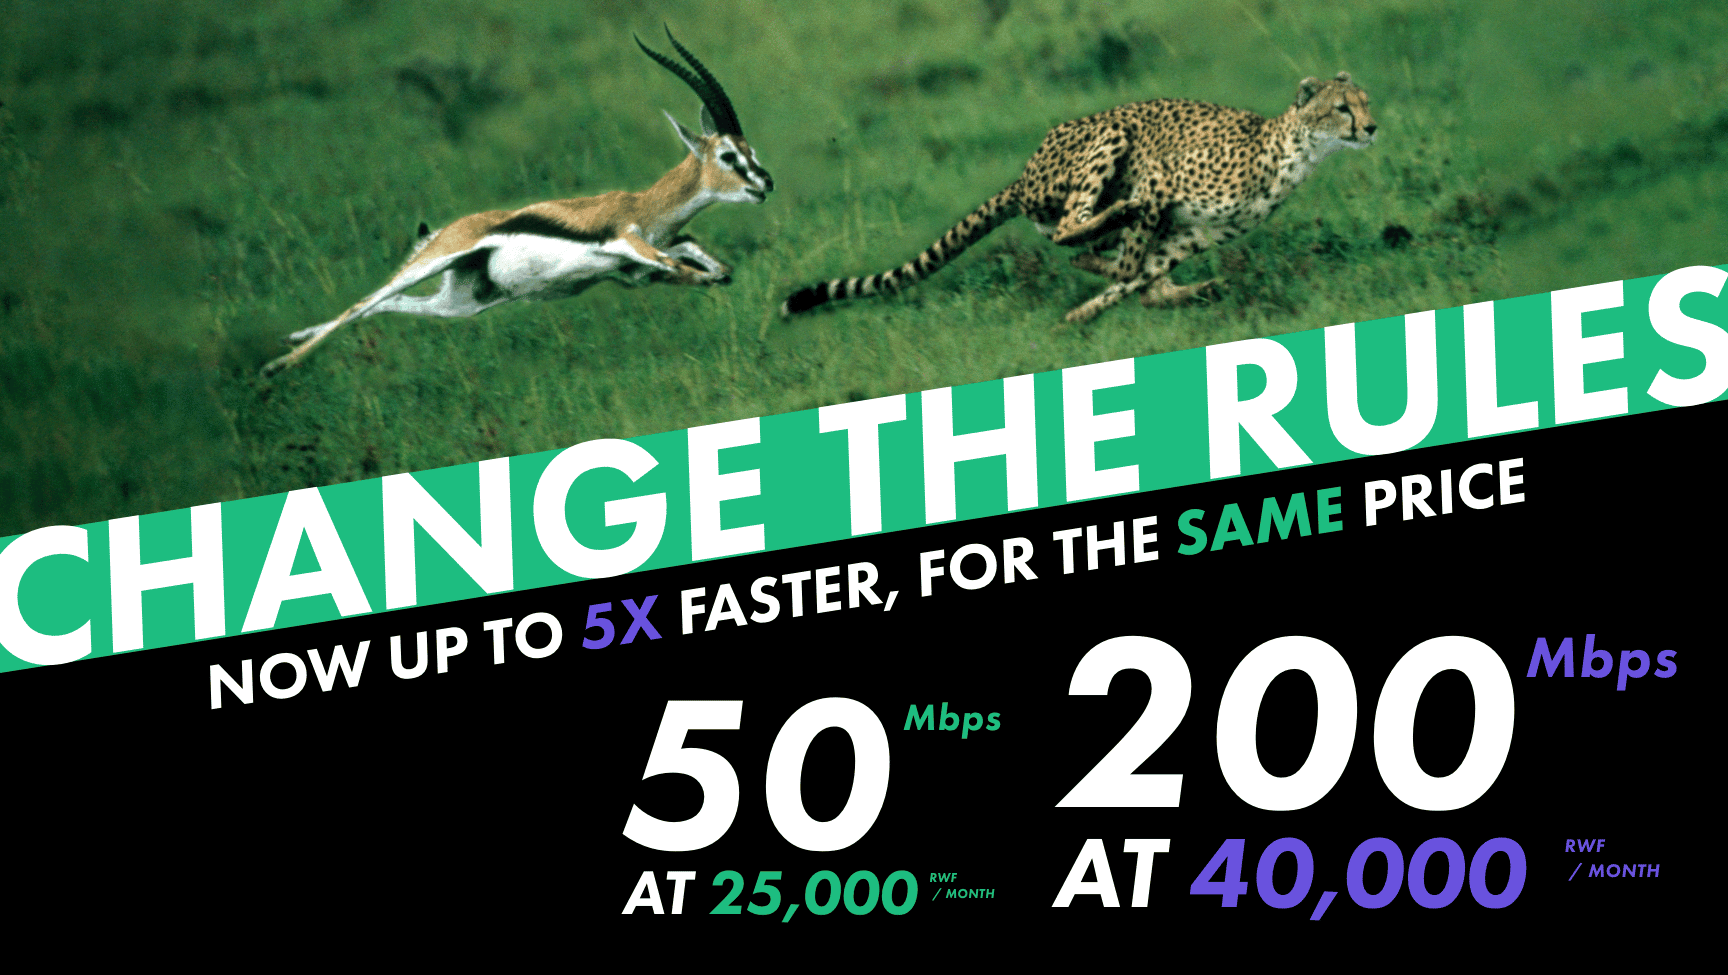 CHANGE THE RULES
NOW UP TO 5X FASTER, FOR THE SAME PRICE
50 Mbps
AT 25,000 RWF
/ MONTH
200 Mbps
AT 40,000 RWF
/ MONTH